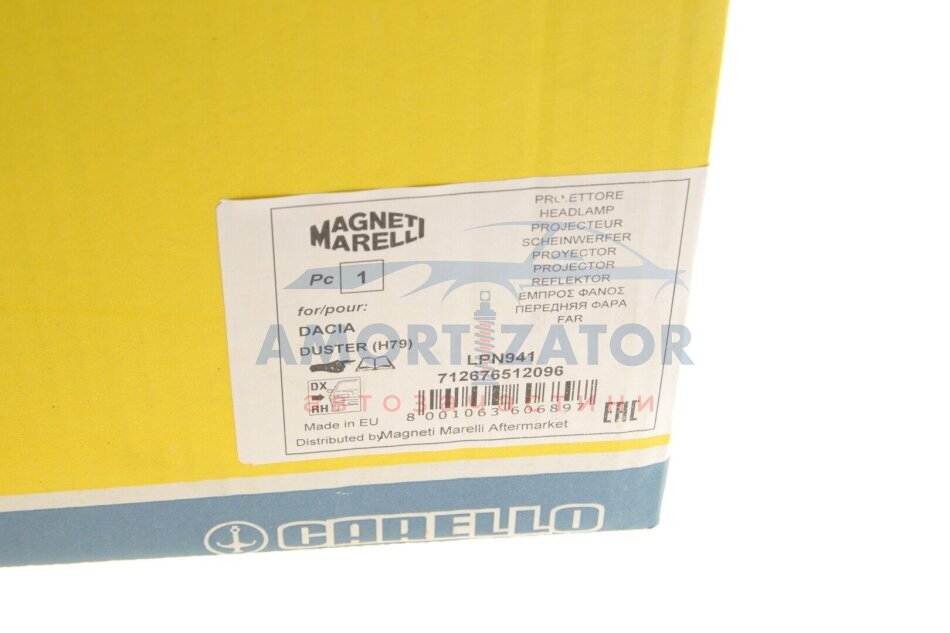 MAGNETI
MARELLI
Pc 1
for/pour:
DACIA
DUSTER (H79)
DX
RH
Made in EU
Distributed by Magneti Marelli Aftermarket
PROIETTORE
HEADLAMP
PROJECTEUR
SCHEINWERFER
PROYECTOR
PROJECTOR
REFLEKTOR
ΕΜΠΡΟΣ ΦΑΝΟΣ
ПЕРЕДНЯЯ ФАРА
FAR
LPN941
712676512096
8 001063 606897
EAC
AMORTIZATOR
автозачастици
CARELLO